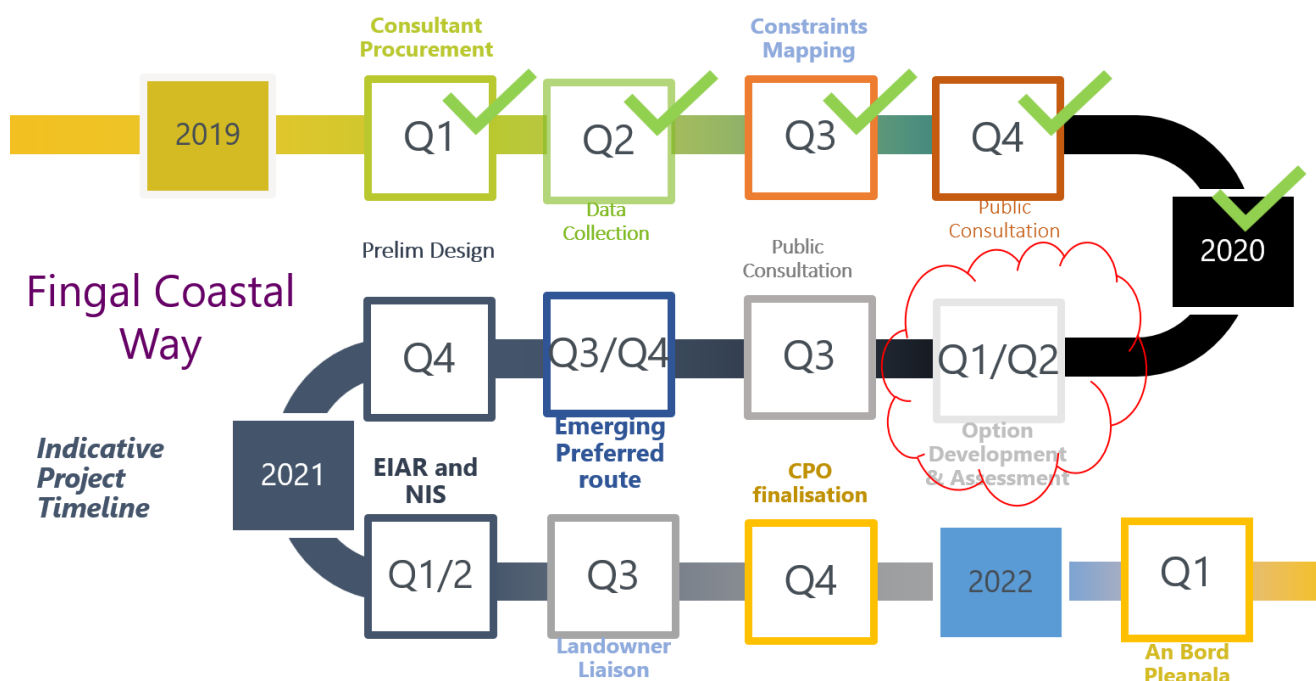 Consultant
Procurement
Constraints
Mapping
2019
Q1
Q2
Q3
Q4
Data
Collection
Public
Consultation
2020
Prelim Design
Public
Consultation
Fingal Coastal
Way
Q4
Q3/Q4
Q3
Q1/Q2
Emerging
Preferred
route
Option
Development
& Assessment
Indicative
Project
Timeline
2021
EIAR and
NIS
CPO
finalisation
Q1/2
Q3
Q4
2022
Q1
Landowner
Liaison
An Bord
Pleanala